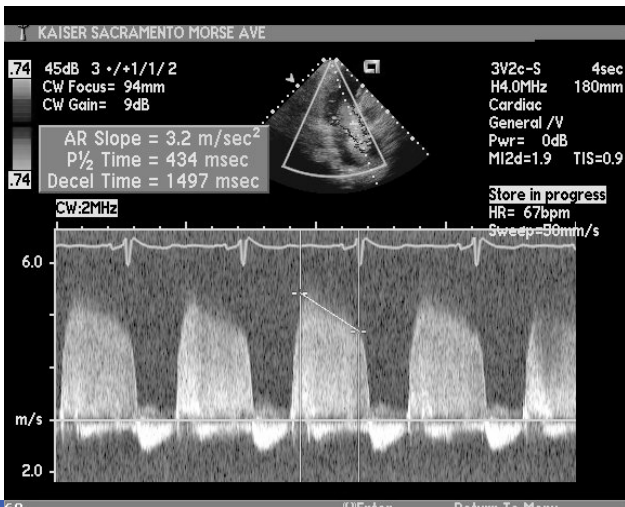 KAISER SACRAMENTO MORSE AVE
.74
45dB 3 •/+1/1/2
CW Focus= 94mm
CW Gain= 9dB
AR Slope = 3.2 m/sec²
P½ Time = 434 msec
Decel Time = 1497 msec
.74
CW:2MHz
3V2c-S 4sec
H4.0MHz 180mm
Cardiac
General /V
Pwr= 0dB
MI2d=1.9 TIS=0.9
Store in progress
HR= 67bpm
Sweep=50mm/s
6.0
m/s
2.0